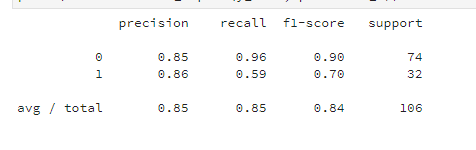 precision recall f1-score support
0 0.85 0.96 0.90 74
1 0.86 0.59 0.70 32
avg / total 0.85 0.85 0.84 106